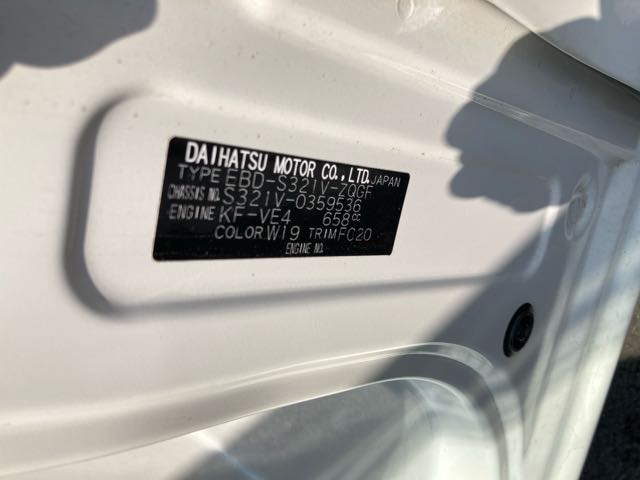 DAIHATSU MOTOR CO., LTD. JAPAN
TYPE EBD-S321V-ZQGF
CHASSIS NO. S321V-0359536
ENGINE KF-VE4 658cc
COLOR W19 TRIM FC20
ENGINE NO.